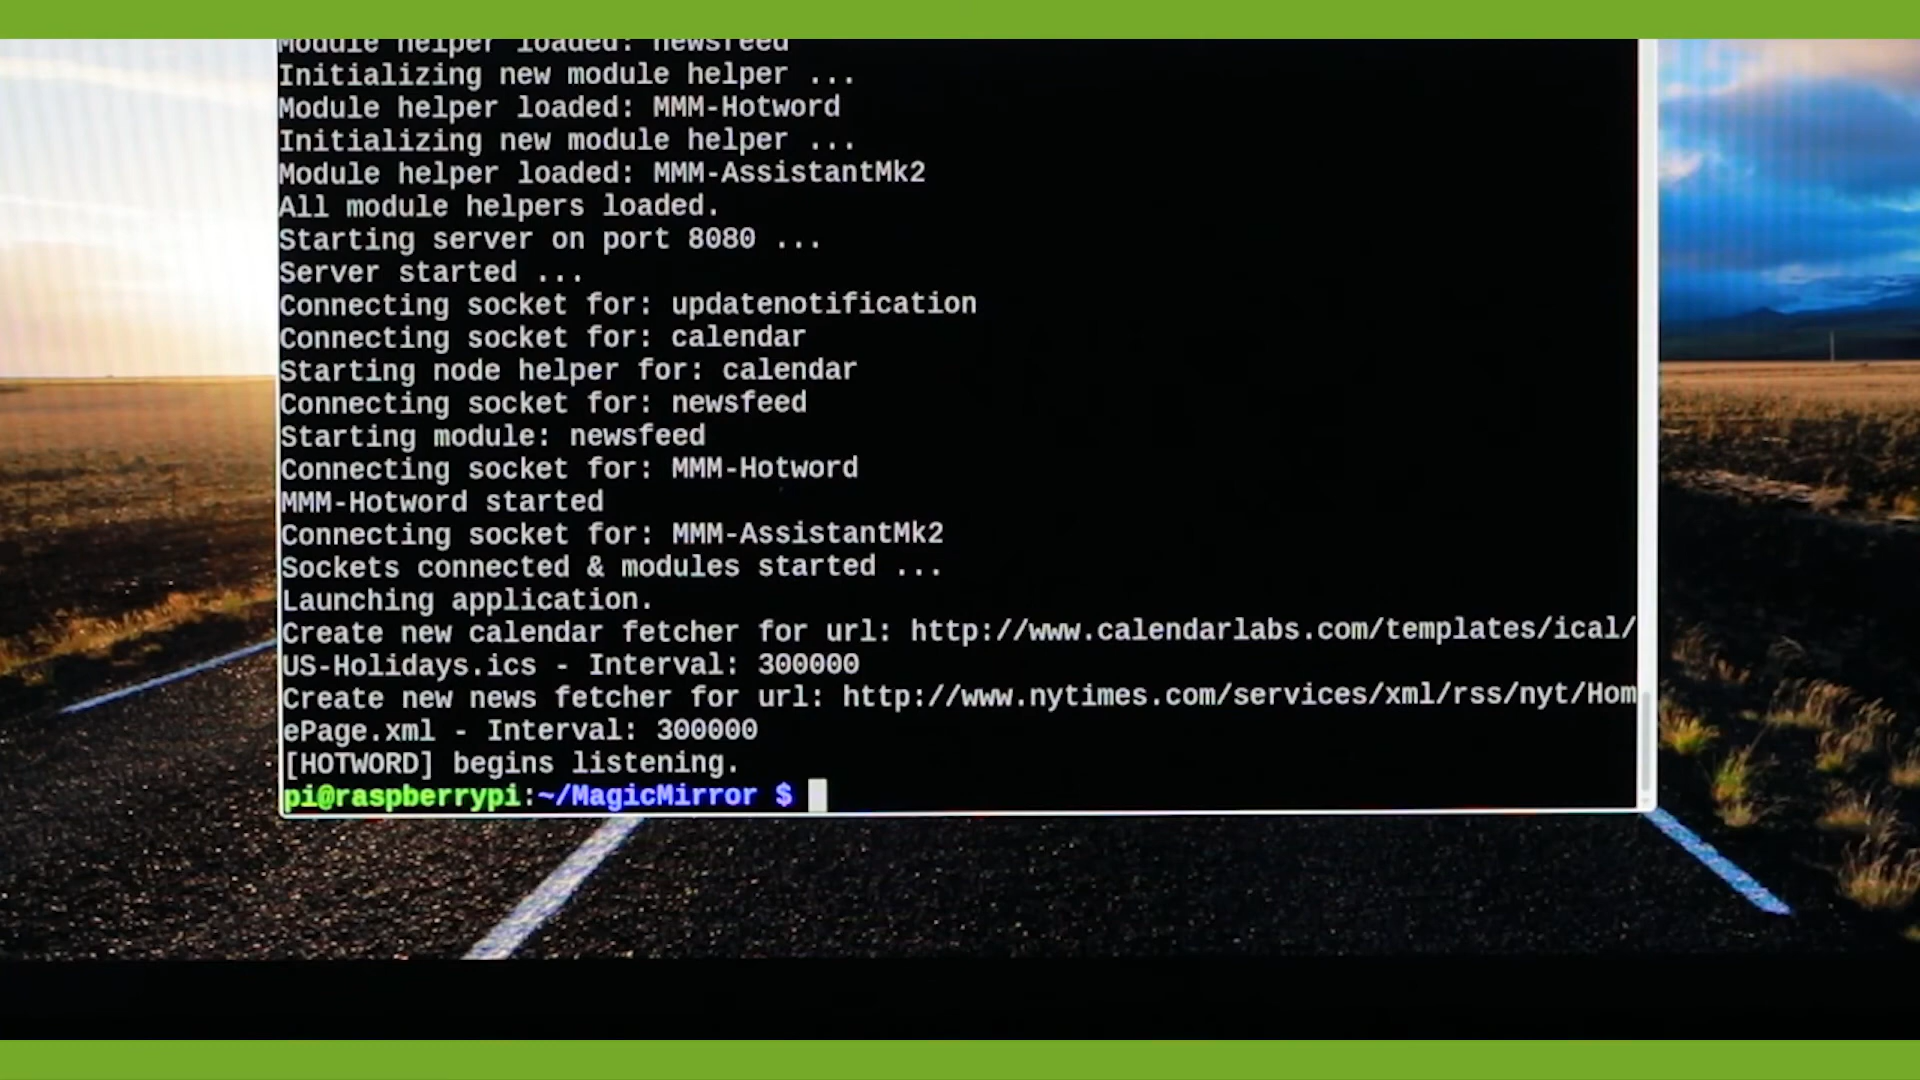 Module helper loaded: newsfeed
Initializing new module helper ...
Module helper loaded: MMM-Hotword
Initializing new module helper ...
Module helper loaded: MMM-AssistantMk2
All module helpers loaded.
Starting server on port 8080 ...
Server started ...
Connecting socket for: updatenotification
Connecting socket for: calendar
Starting node helper for: calendar
Connecting socket for: newsfeed
Starting module: newsfeed
Connecting socket for: MMM-Hotword
MMM-Hotword started
Connecting socket for: MMM-AssistantMk2
Sockets connected & modules started ...
Launching application.
Create new calendar fetcher for url: http://www.calendarlabs.com/templates/ical/
US-Holidays.ics - Interval: 300000
Create new news fetcher for url: http://www.nytimes.com/services/xml/rss/nyt/Hom
ePage.xml - Interval: 300000
[HOTWORD] begins listening.
pi@raspberrypi:~/MagicMirror $